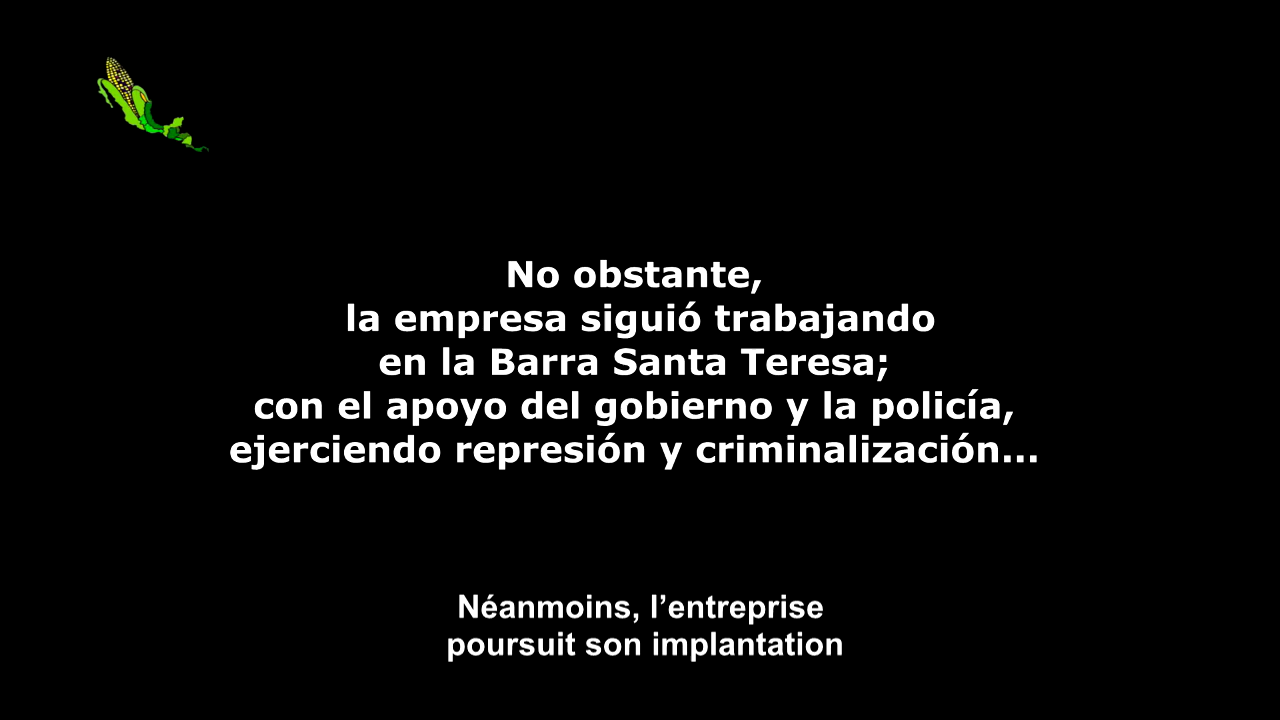 No obstante,
la empresa siguió trabajando
en la Barra Santa Teresa;
con el apoyo del gobierno y la policía,
ejerciendo represión y criminalización...
Néanmoins, l’entreprise
poursuit son implantation